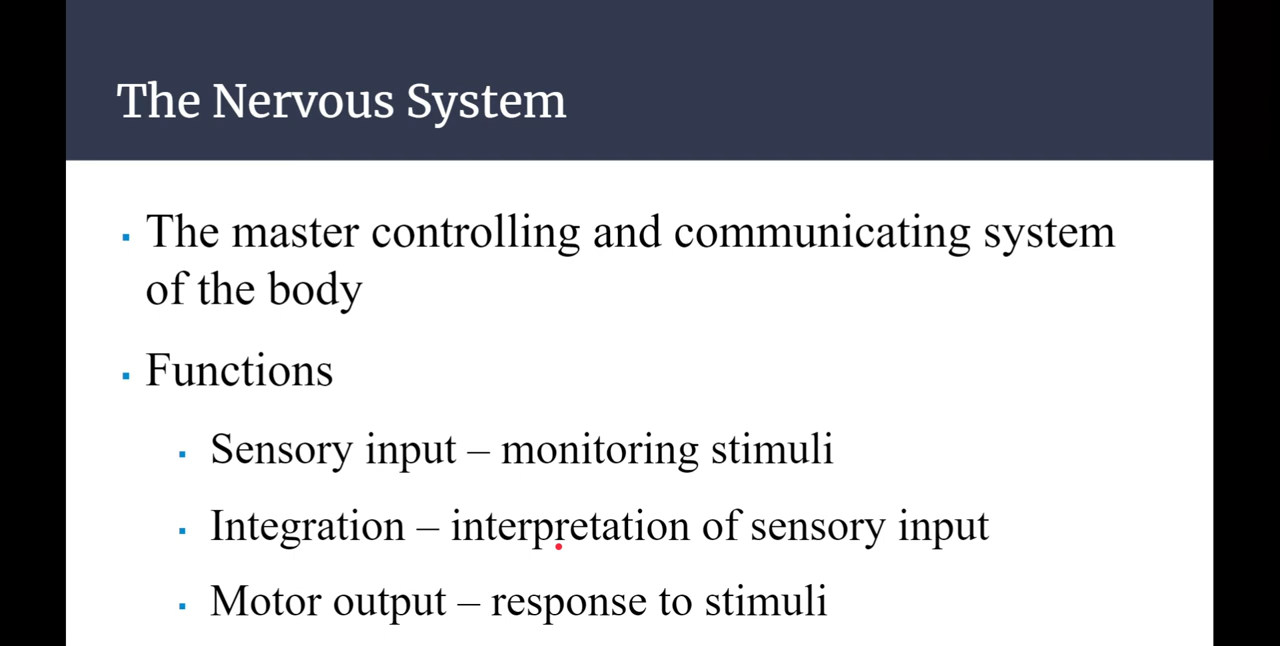 The Nervous System
The master controlling and communicating system
of the body
Functions
Sensory input – monitoring stimuli
Integration – interpretation of sensory input
Motor output – response to stimuli